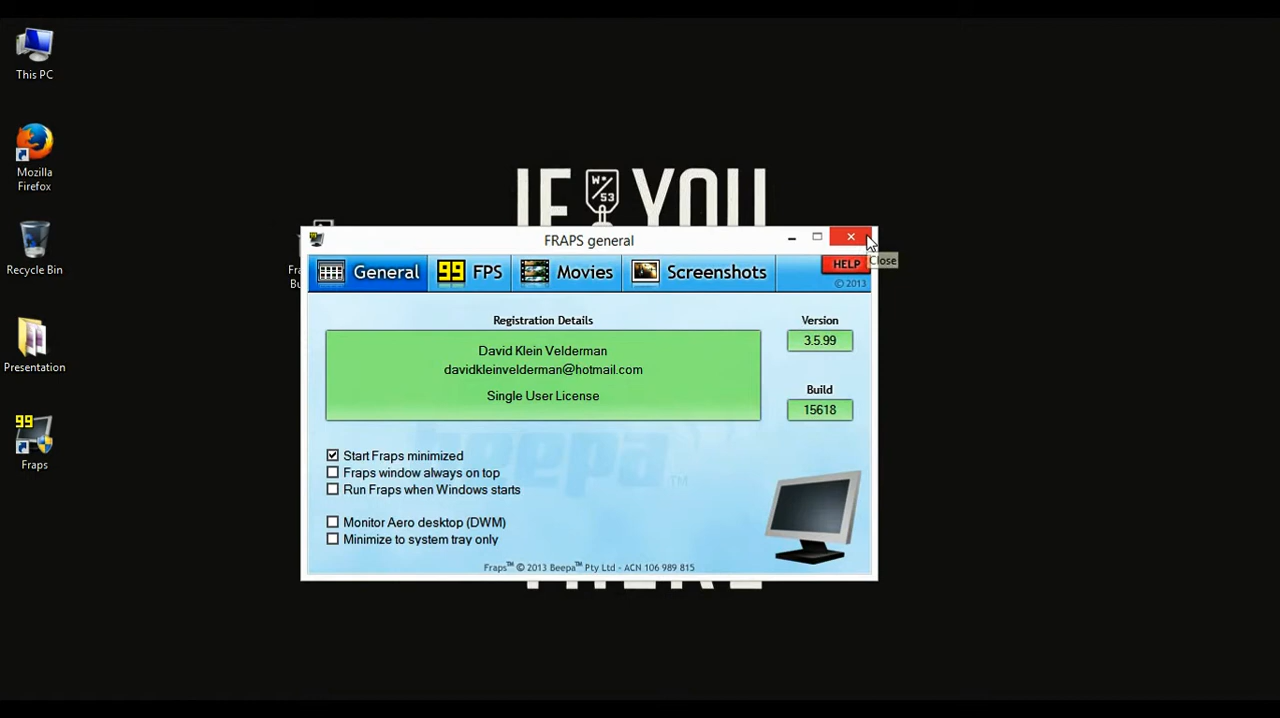 This PC
Mozilla
Firefox
Recycle Bin
Presentation
99
Fraps
IF YOU
W
53
FRAPS general
Close
General
99 FPS
Movies
Screenshots
HELP
© 2013
Registration Details
David Klein Velderman
davidkleinvelderman@hotmail.com
Single User License
Version
3.5.99
Build
15618
beepa™
Start Fraps minimized
Fraps window always on top
Run Fraps when Windows starts
Monitor Aero desktop (DWM)
Minimize to system tray only
Fraps™ © 2013 Beepa™ Pty Ltd - ACN 106 989 815